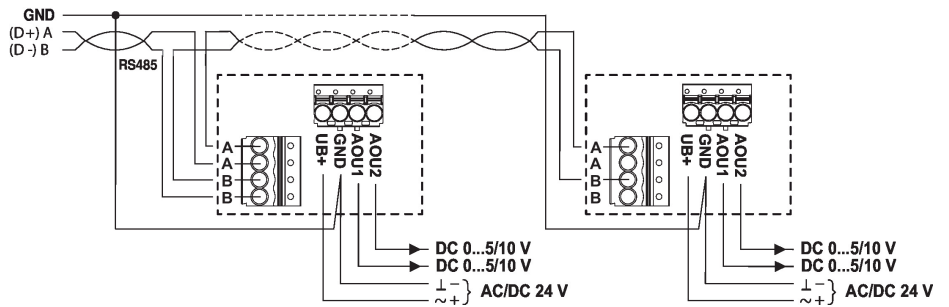 GND
(D+) A
(D -) B
RS485
UB+
GND
AOU1
AOU2
A
A
B
B
DC 0...5/10 V
DC 0...5/10 V
⊥ –
~ + } AC/DC 24 V
UB+
GND
AOU1
AOU2
A
A
B
B
DC 0...5/10 V
DC 0...5/10 V
⊥ –
~ + } AC/DC 24 V